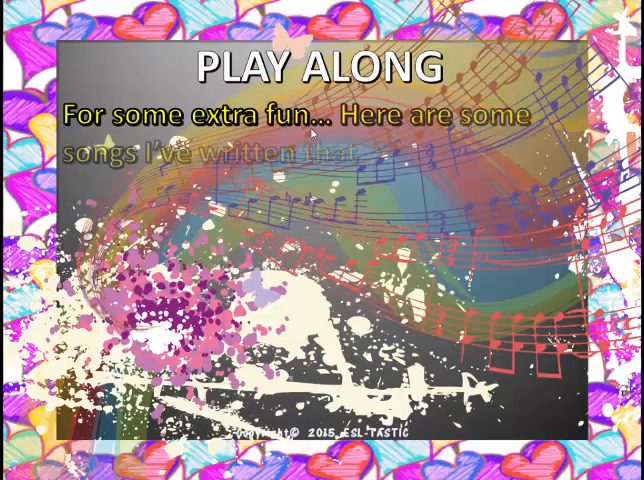 PLAY ALONG
For some extra fun... Here are some
songs I've written that
Copyright© 2015 ESL-TASTIC